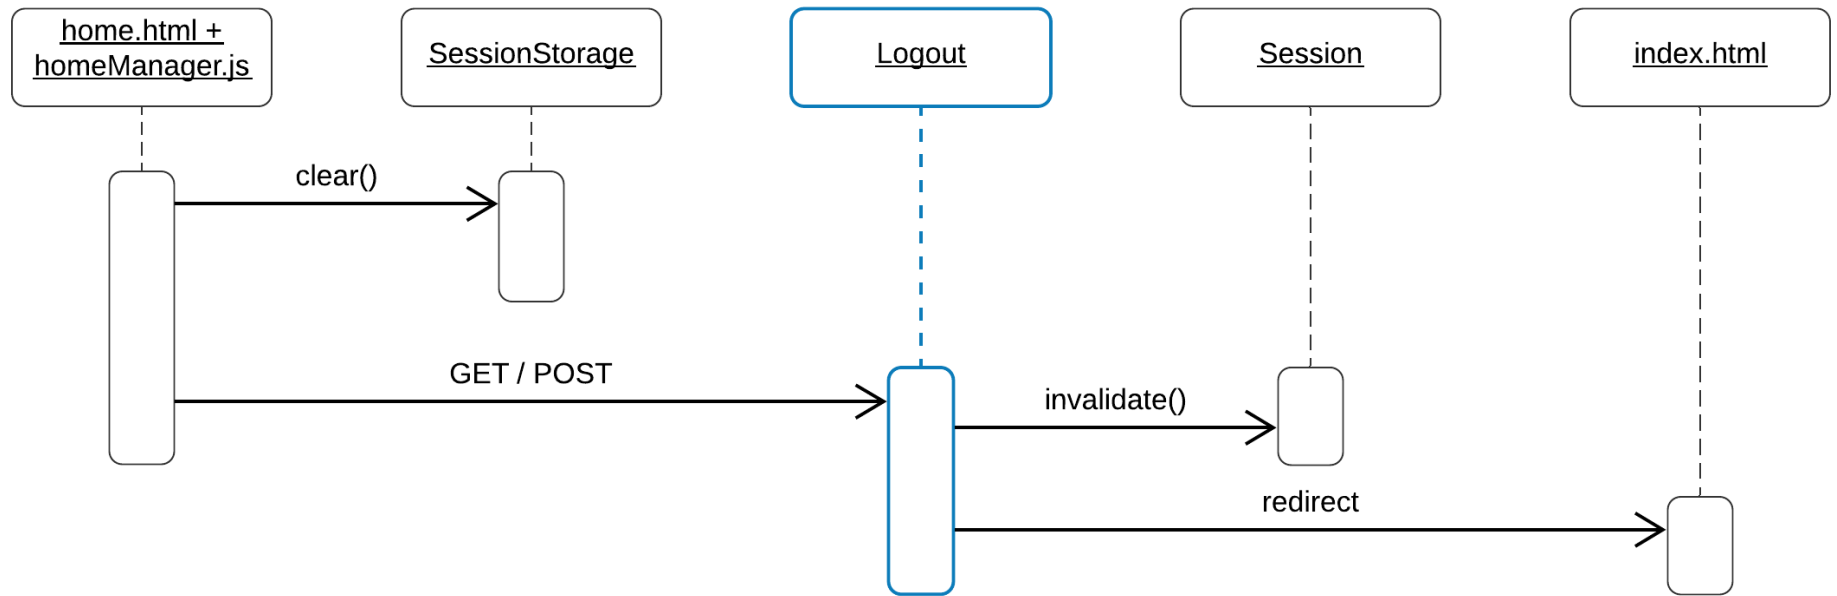 home.html +
homeManager.js
SessionStorage
Logout
Session
index.html
clear()
GET / POST
invalidate()
redirect